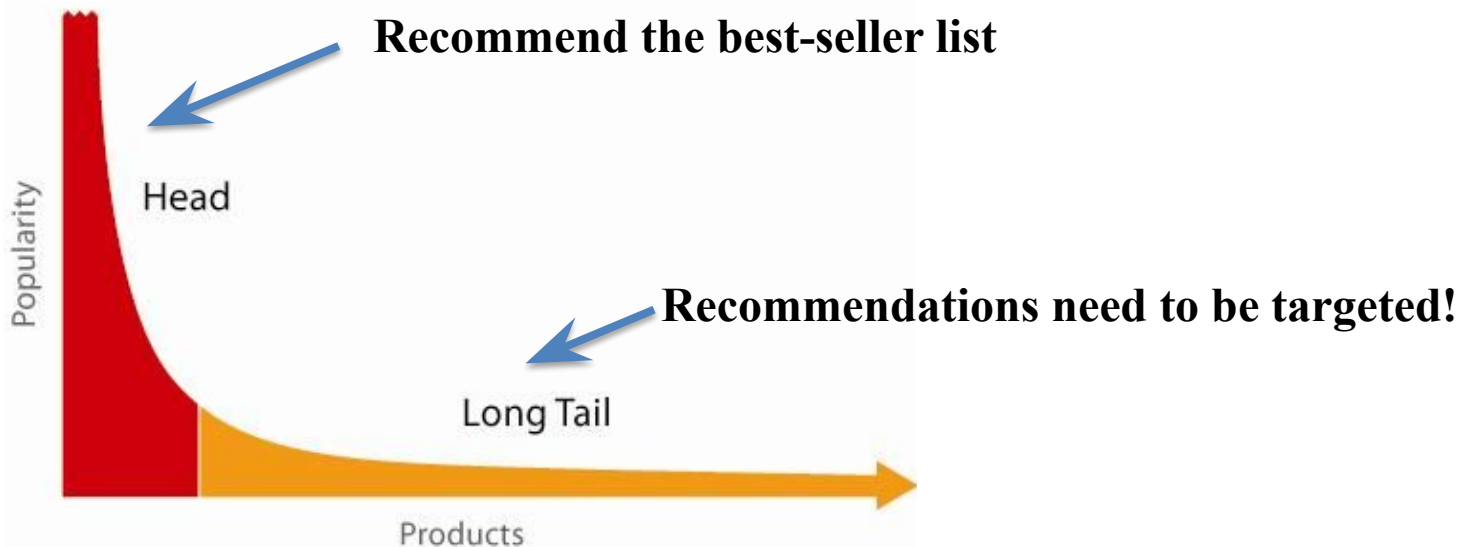 Recommend the best-seller list
Head
Popularity
Recommendations need to be targeted!
Long Tail
Products